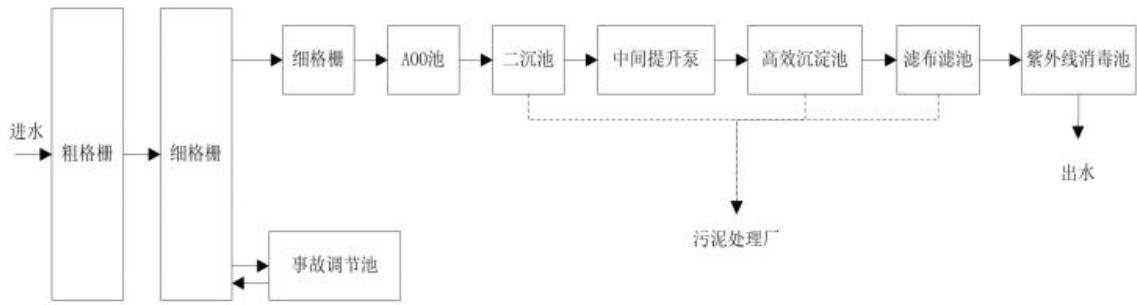 细格栅
AOO池
二沉池
中间提升泵
高效沉淀池
滤布滤池
紫外线消毒池
进水
粗格栅
细格栅
出水
污泥处理厂
事故调节池